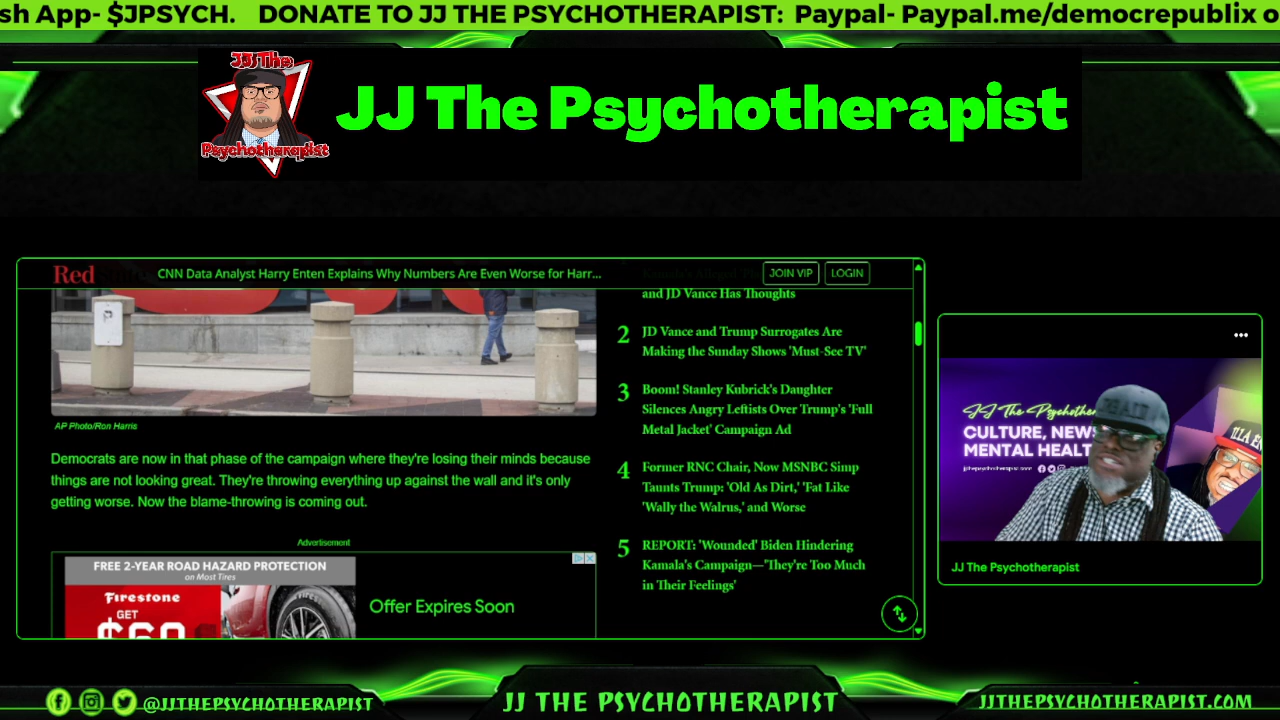 sh App- $JPSYCH. DONATE TO JJ THE PSYCHOTHERAPIST: Paypal- Paypal.me/democrepublix o
JJ The
Psychotherapist
JJ The Psychotherapist
Red
CNN Data Analyst Harry Enten Explains Why Numbers Are Even Worse for Harr...
JOIN VIP
LOGIN
and JD Vance Has Thoughts
2 JD Vance and Trump Surrogates Are
Making the Sunday Shows 'Must-See TV'
3 Boom! Stanley Kubrick's Daughter
Silences Angry Leftists Over Trump's 'Full
Metal Jacket' Campaign Ad
4 Former RNC Chair, Now MSNBC Simp
Taunts Trump: 'Old As Dirt,' 'Fat Like
'Wally the Walrus,' and Worse
5 REPORT: 'Wounded' Biden Hindering
Kamala's Campaign—'They're Too Much
in Their Feelings'
AP Photo/Ron Harris
Democrats are now in that phase of the campaign where they're losing their minds because
things are not looking great. They're throwing everything up against the wall and it's only
getting worse. Now the blame-throwing is coming out.
Advertisement
FREE 2-YEAR ROAD HAZARD PROTECTION
on Most Tires
Firestone
GET
$60
Offer Expires Soon
JJ The Psychother
CULTURE, NEWS
MENTAL HEALT
jjthepsychotherapist.com
ILLA
JJ The Psychotherapist
@JJTHEPSYCHOTHERAPIST
JJ THE PSYCHOTHERAPIST
JJTHEPSYCHOTHERAPIST.COM